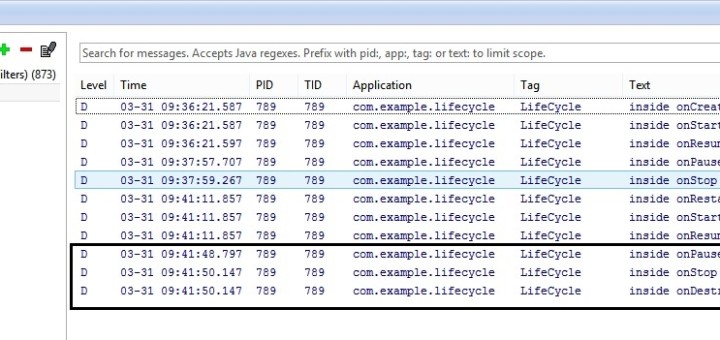 Search for messages. Accepts Java regexes. Prefix with pid:, app:, tag: or text: to limit scope.
ilters) (873)
Level Time PID TID Application Tag Text
D 03-31 09:36:21.587 789 789 com.example.lifecycle LifeCycle inside onCreat
D 03-31 09:36:21.587 789 789 com.example.lifecycle LifeCycle inside onStart
D 03-31 09:36:21.597 789 789 com.example.lifecycle LifeCycle inside onResum
D 03-31 09:37:57.707 789 789 com.example.lifecycle LifeCycle inside onPause
D 03-31 09:37:59.267 789 789 com.example.lifecycle LifeCycle inside onStop
D 03-31 09:41:11.857 789 789 com.example.lifecycle LifeCycle inside onResta
D 03-31 09:41:11.857 789 789 com.example.lifecycle LifeCycle inside onStart
D 03-31 09:41:11.857 789 789 com.example.lifecycle LifeCycle inside onResum
D 03-31 09:41:48.797 789 789 com.example.lifecycle LifeCycle inside onPause
D 03-31 09:41:50.147 789 789 com.example.lifecycle LifeCycle inside onStop
D 03-31 09:41:50.147 789 789 com.example.lifecycle LifeCycle inside onDestr